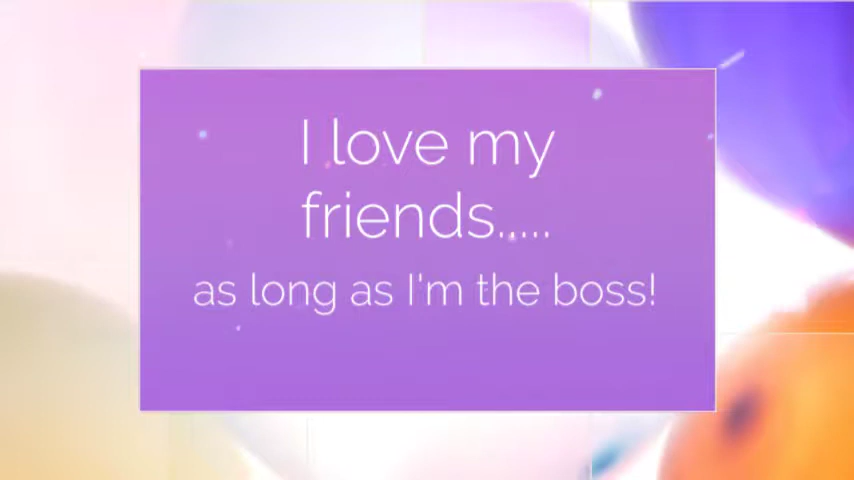 I love my
friends.....
as long as I'm the boss!